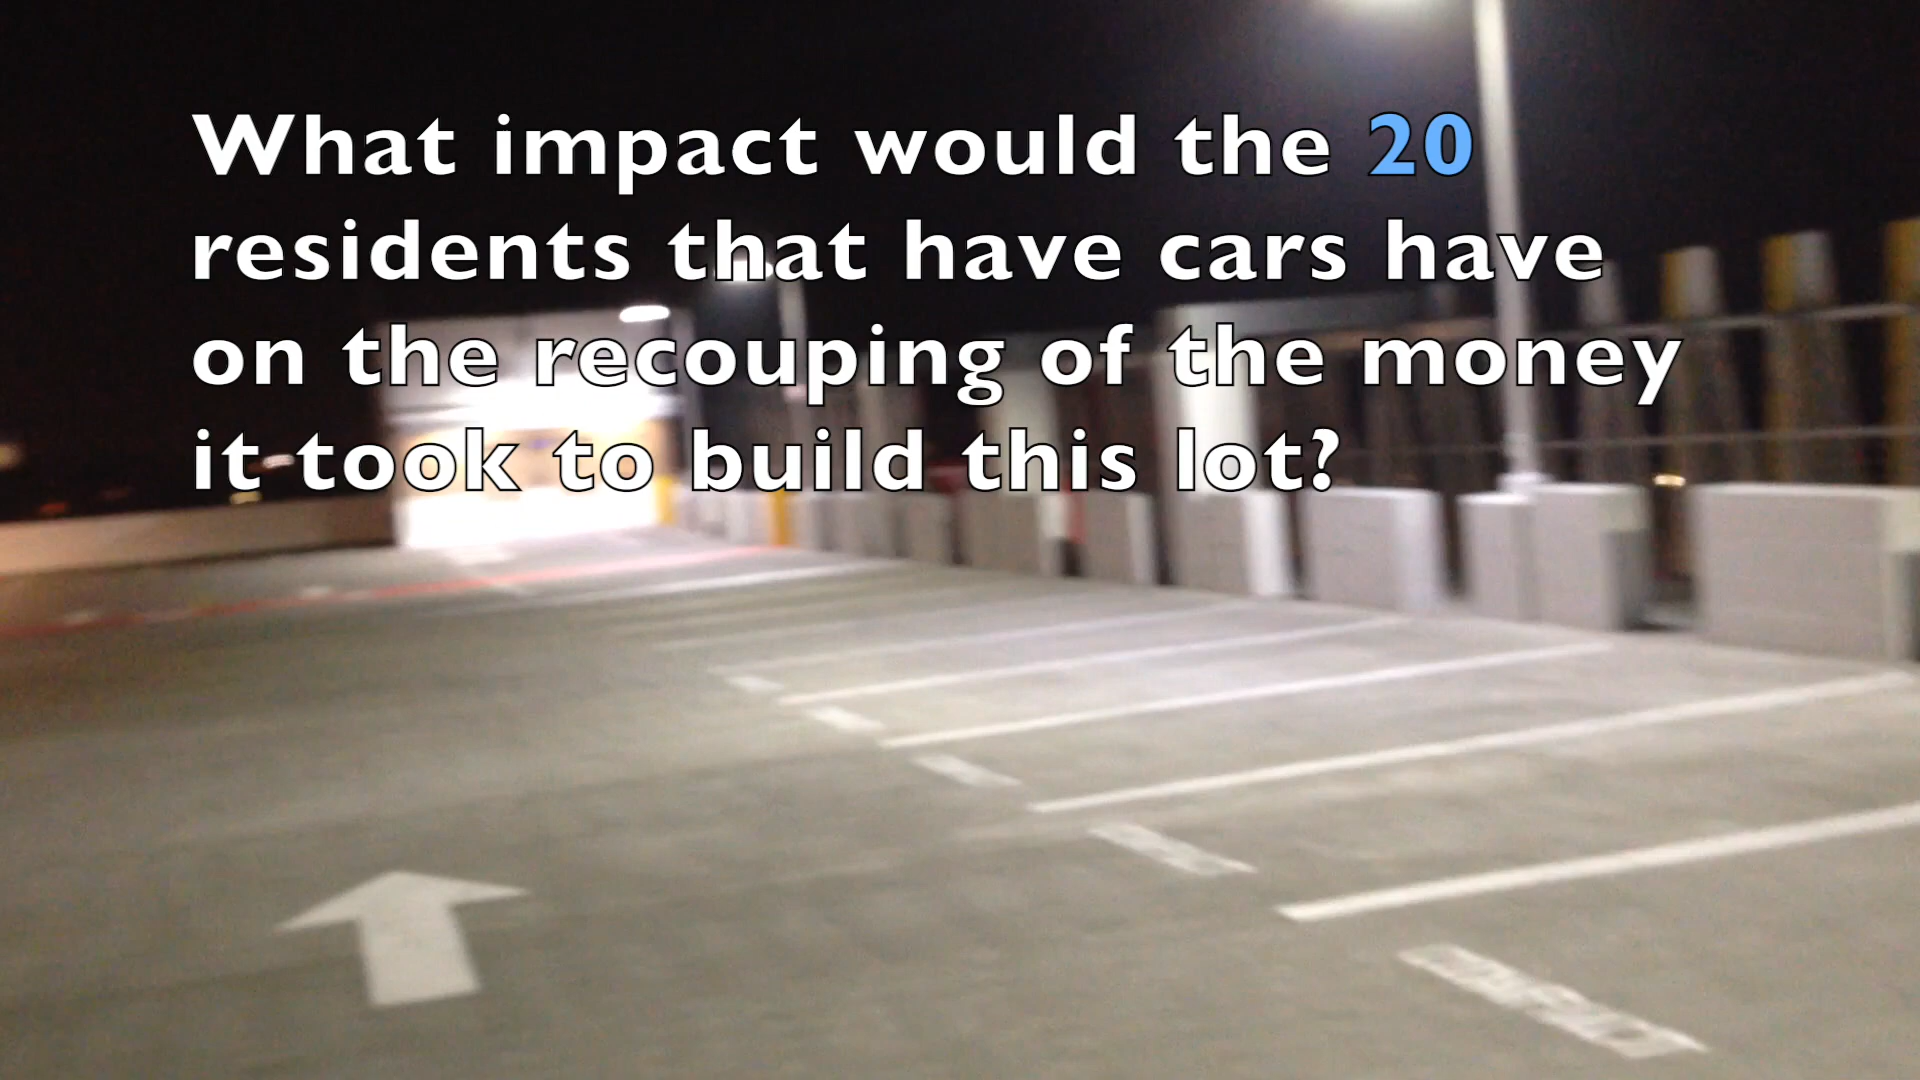 What impact would the 20
residents that have cars have
on the recouping of the money
it took to build this lot?